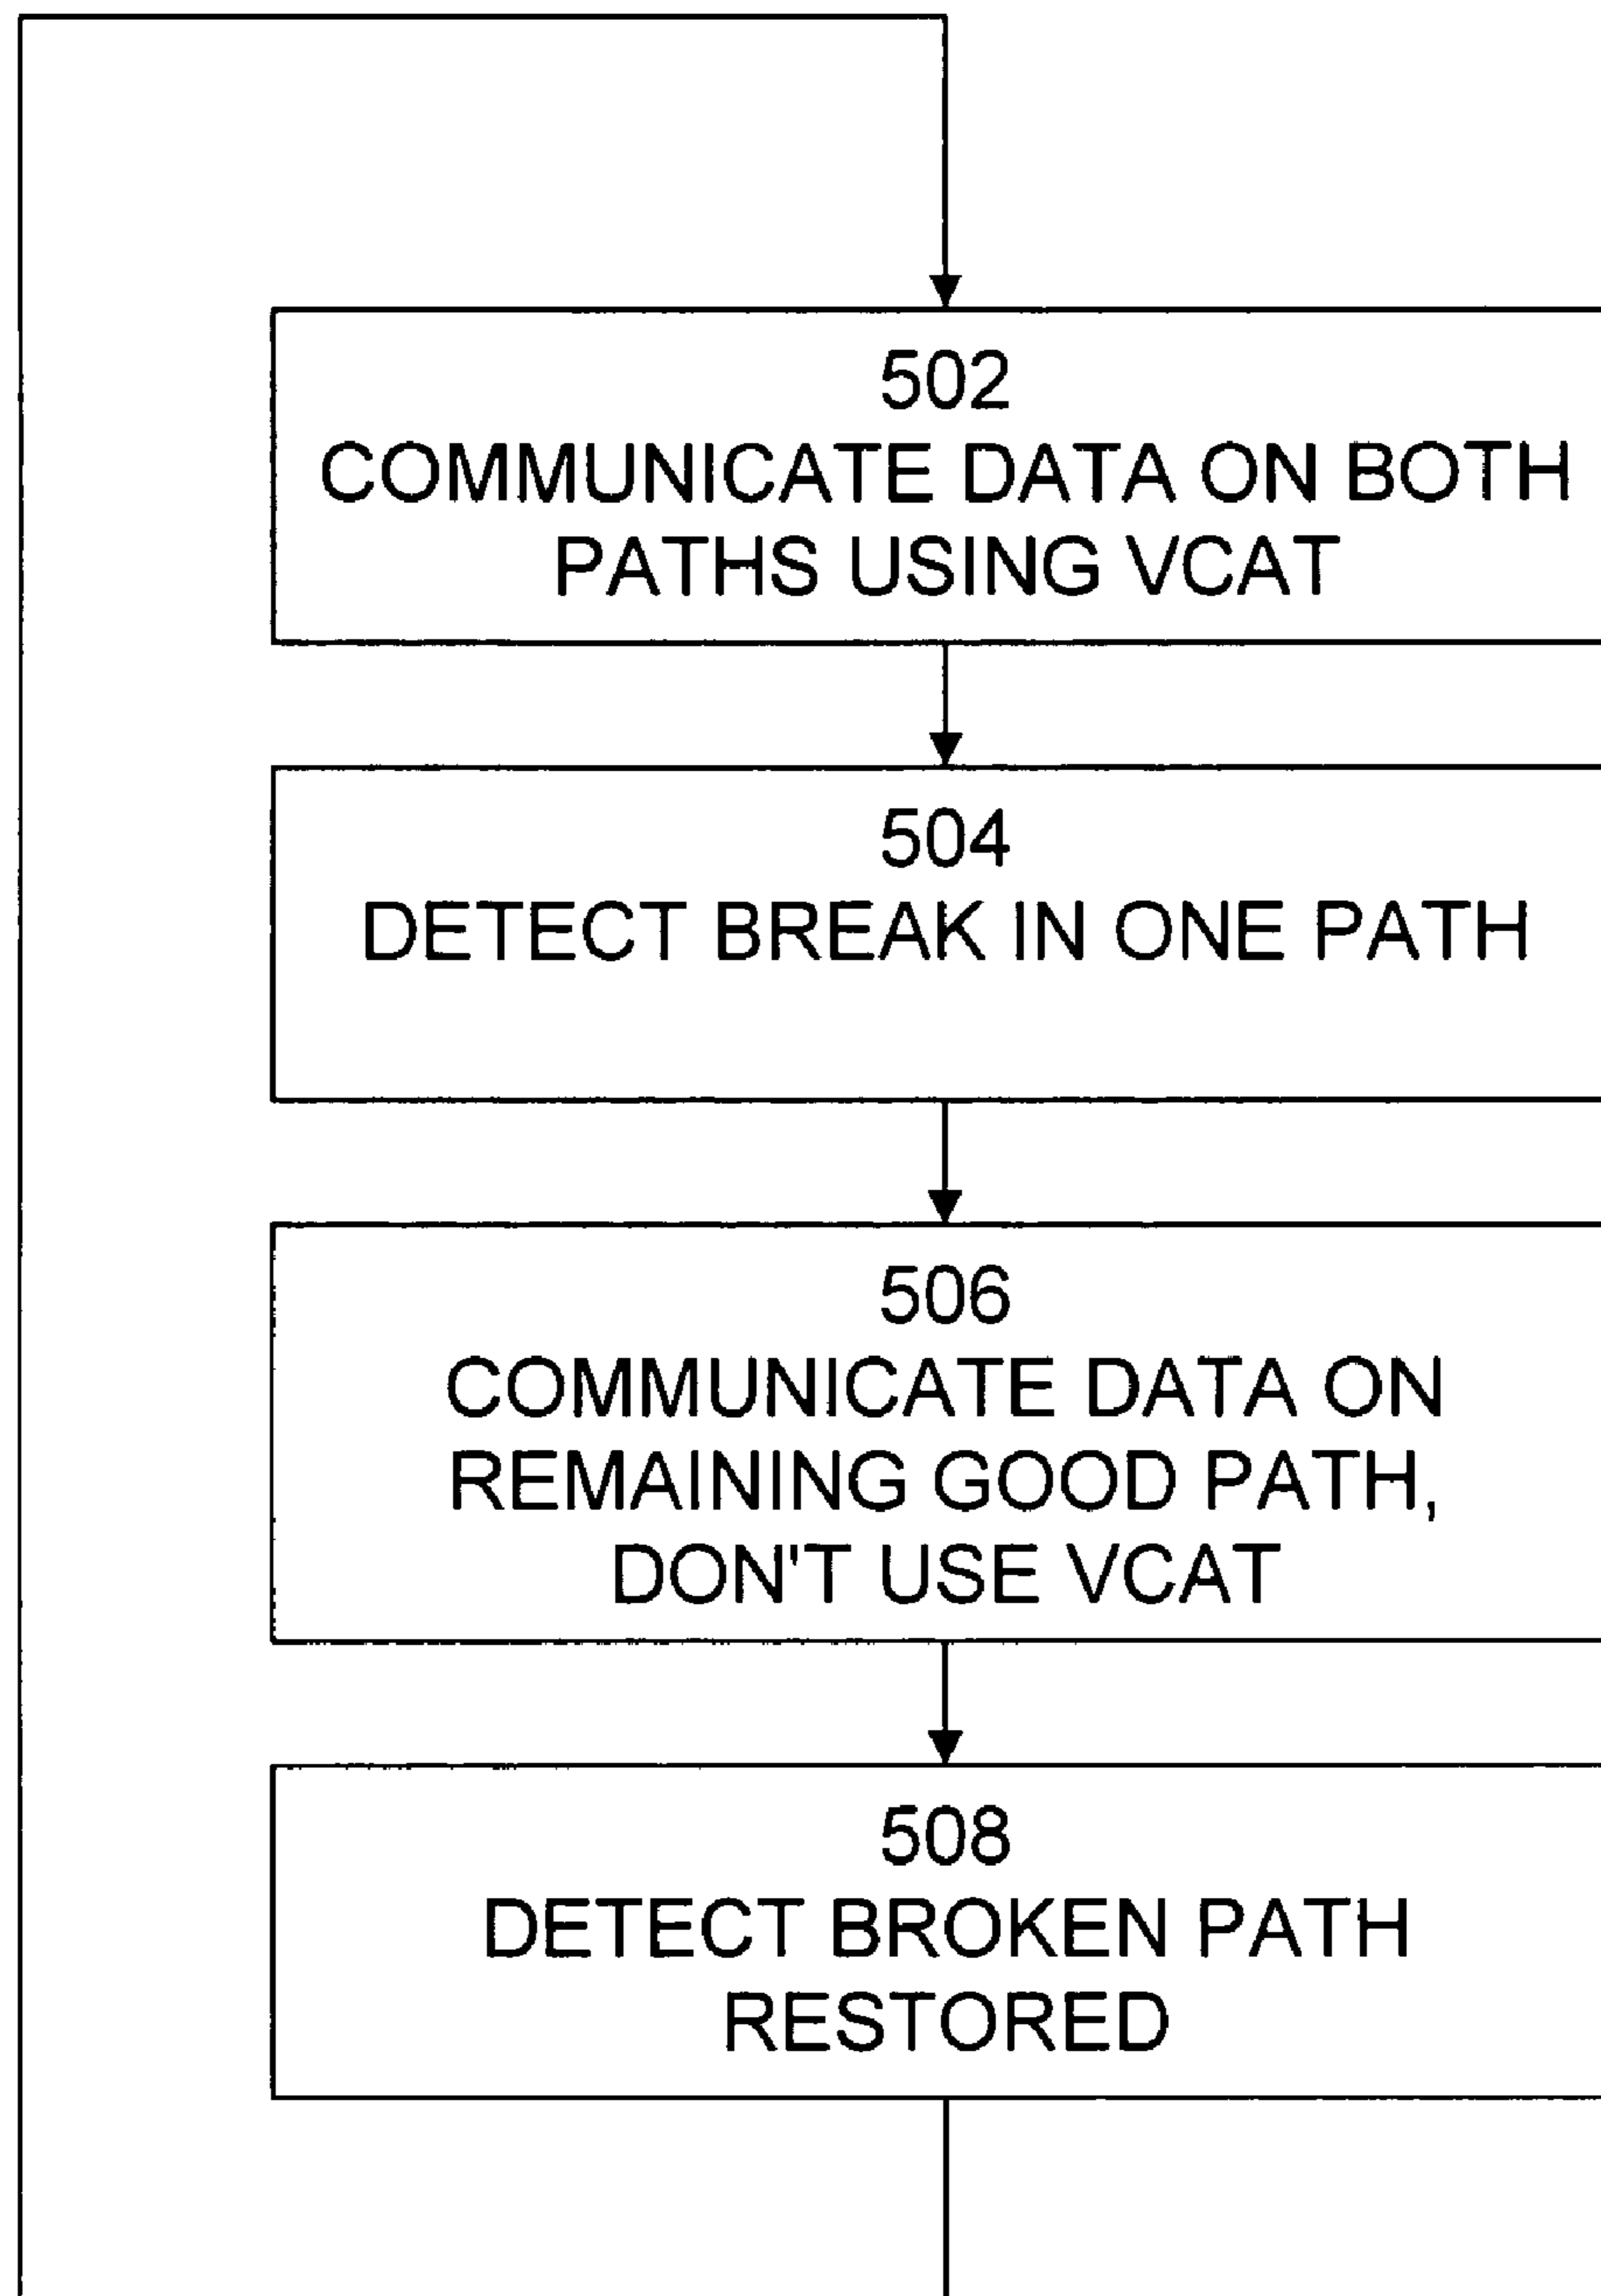 502
COMMUNICATE DATA ON BOTH
PATHS USING VCAT
504
DETECT BREAK IN ONE PATH
506
COMMUNICATE DATA ON
REMAINING GOOD PATH,
DON'T USE VCAT
508
DETECT BROKEN PATH
RESTORED